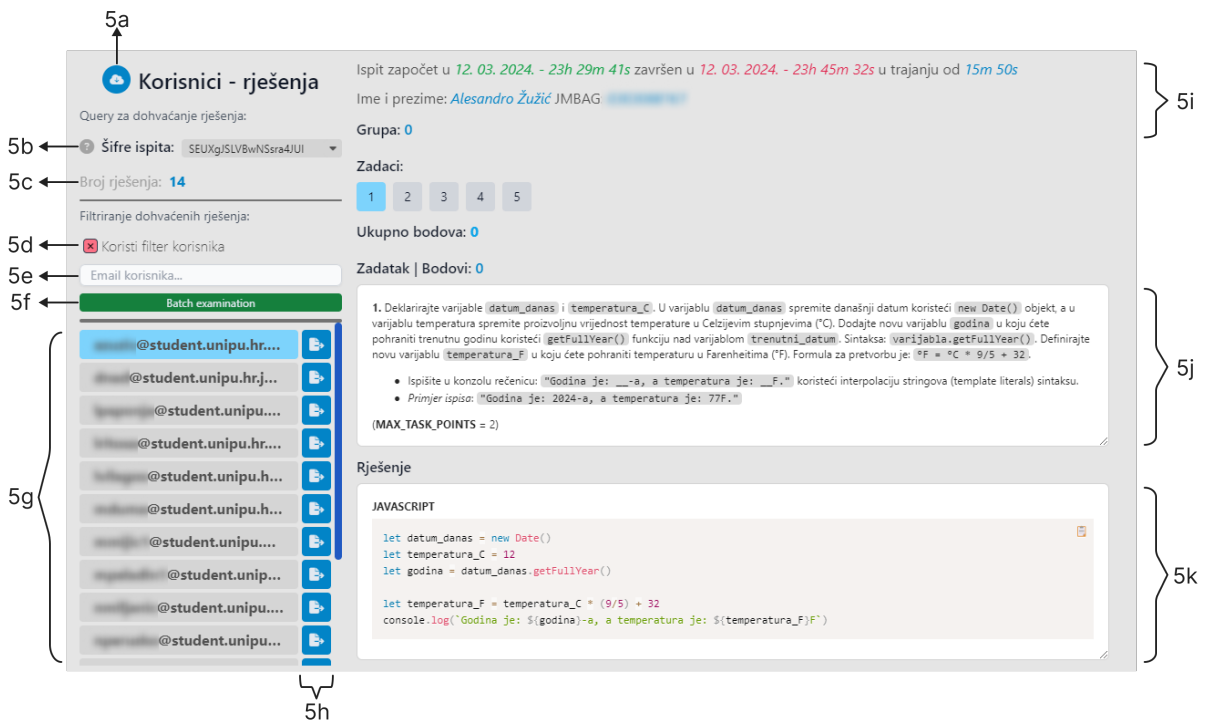 5a
Korisnici - rješenja
Query za dohvaćanje rješenja:
5b
? Šifre ispita: SEUXgJSLVBwNSsra4JUI
5c
Broj rješenja: 14
Filtriranje dohvaćenih rješenja:
5d
Koristi filter korisnika
5e
Email korisnika...
5f
Batch examination
5g
@student.unipu.hr....
@student.unipu.hr.j...
@student.unipu....
@student.unipu.hr....
@student.unipu.h...
@student.unipu.h...
@student.unipu....
@student.unip...
@student.unipu....
@student.unipu...
5h
Ispit započet u 12. 03. 2024. - 23h 29m 41s završen u 12. 03. 2024. - 23h 45m 32s u trajanju od 15m 50s
Ime i prezime: Alesandro Žužić JMBAG
Grupa: 0
5i
Zadaci:
1 2 3 4 5
Ukupno bodova: 0
Zadatak | Bodovi: 0
1. Deklarirajte varijable datum_danas i temperatura_C. U varijablu datum_danas spremite današnji datum koristeći new Date() objekt, a u
varijablu temperatura spremite proizvoljnu vrijednost temperature u Celzijevim stupnjevima (°C). Dodajte novu varijablu godina u koju ćete
pohraniti trenutnu godinu koristeći getFullYear() funkciju nad varijablom trenutni_datum. Sintaksa: varijabla.getFullYear(). Definirajte
novu varijablu temperatura_F u koju ćete pohraniti temperaturu u Farenheitima (°F). Formula za pretvorbu je: °F = °C * 9/5 + 32.
• Ispišite u konzolu rečenicu: "Godina je: __-a, a temperatura je: __F." koristeći interpolaciju stringova (template literals) sintaksu.
• Primjer ispisa: "Godina je: 2024-a, a temperatura je: 77F."
(MAX_TASK_POINTS = 2)
5j
Rješenje
JAVASCRIPT
let datum_danas = new Date()
let temperatura_C = 12
let godina = datum_danas.getFullYear()
let temperatura_F = temperatura_C * (9/5) + 32
console.log(`Godina je: ${godina}-a, a temperatura je: ${temperatura_F}F`)
5k